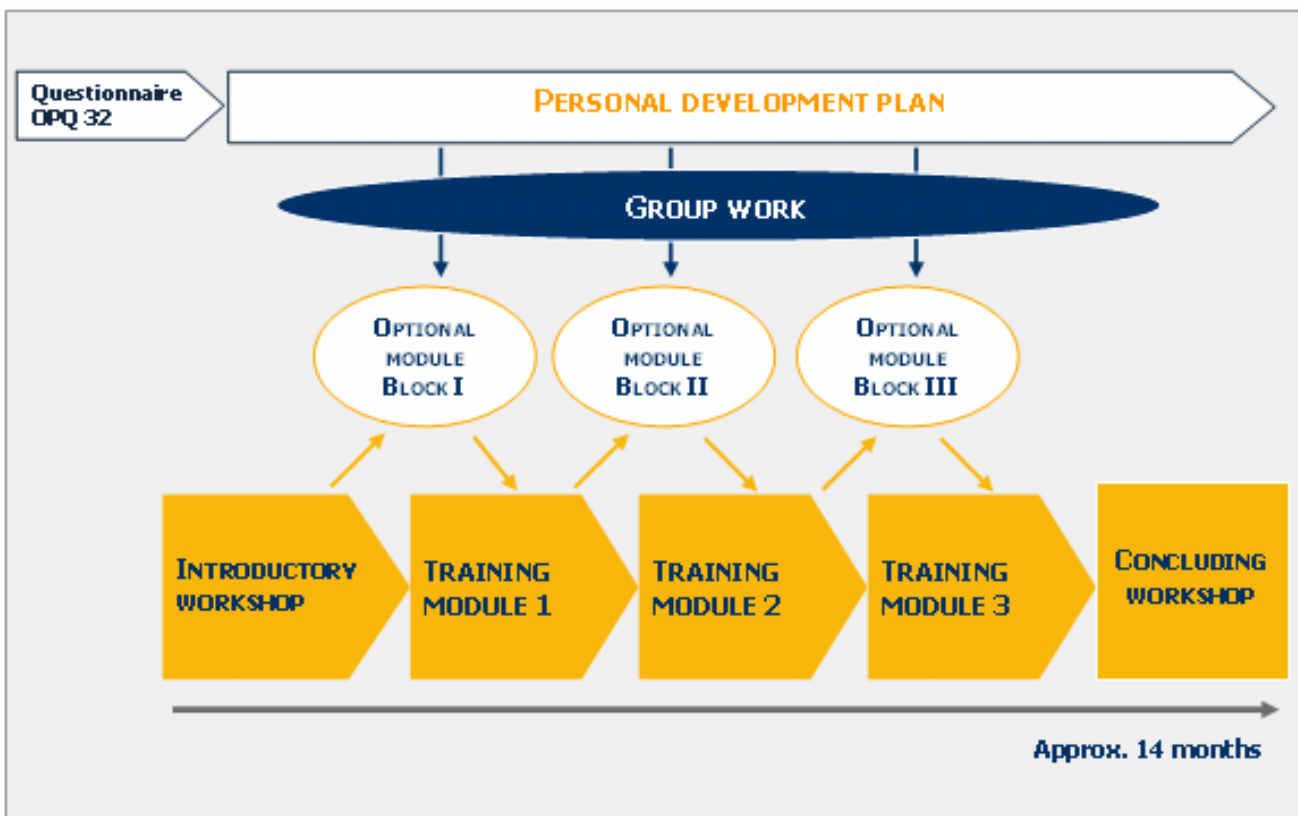 Questionnaire
OPQ 32
PERSONAL DEVELOPMENT PLAN
GROUP WORK
OPTIONAL
MODULE
BLOCK I
OPTIONAL
MODULE
BLOCK II
OPTIONAL
MODULE
BLOCK III
INTRODUCTORY
WORKSHOP
TRAINING
MODULE 1
TRAINING
MODULE 2
TRAINING
MODULE 3
CONCLUDING
WORKSHOP
Approx. 14 months